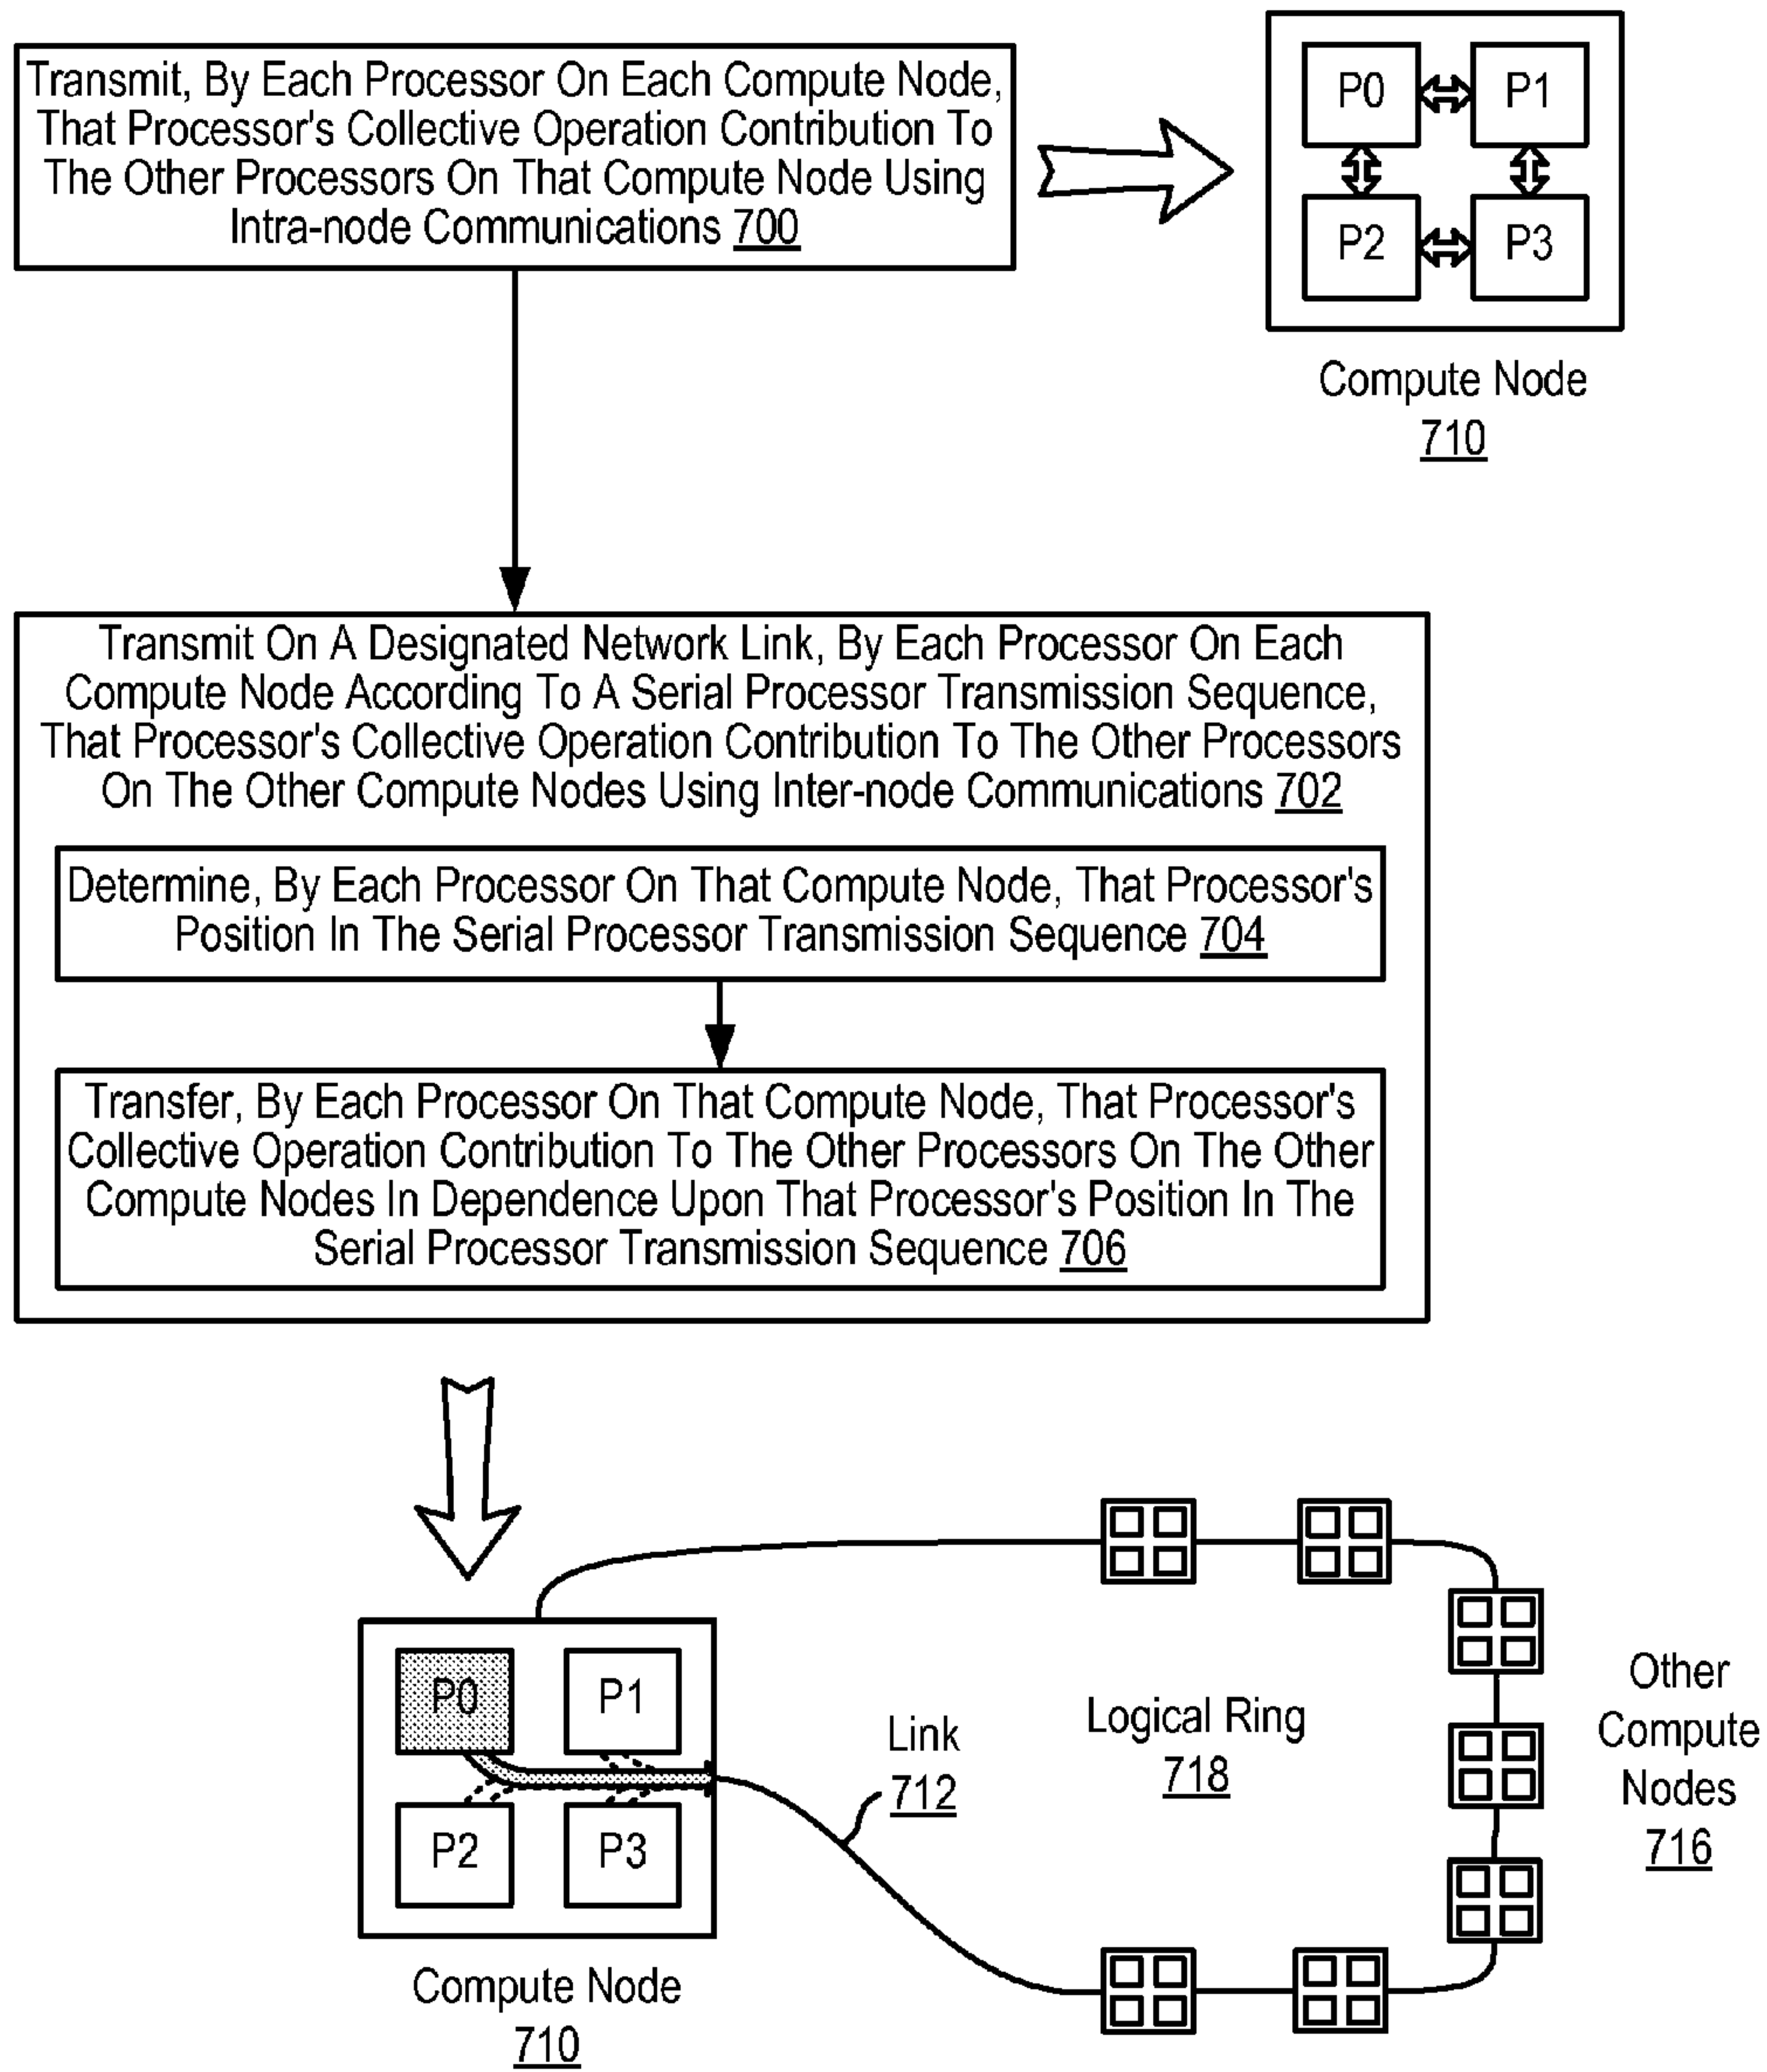 Transmit, By Each Processor On Each Compute Node,
That Processor's Collective Operation Contribution To
The Other Processors On That Compute Node Using
Intra-node Communications 700
P0
P1
P2
P3
Compute Node
710
Transmit On A Designated Network Link, By Each Processor On Each
Compute Node According To A Serial Processor Transmission Sequence,
That Processor's Collective Operation Contribution To The Other Processors
On The Other Compute Nodes Using Inter-node Communications 702
Determine, By Each Processor On That Compute Node, That Processor's
Position In The Serial Processor Transmission Sequence 704
Transfer, By Each Processor On That Compute Node, That Processor's
Collective Operation Contribution To The Other Processors On The Other
Compute Nodes In Dependence Upon That Processor's Position In The
Serial Processor Transmission Sequence 706
P0
P1
P2
P3
Compute Node
710
Link
712
Logical Ring
718
Other
Compute
Nodes
716